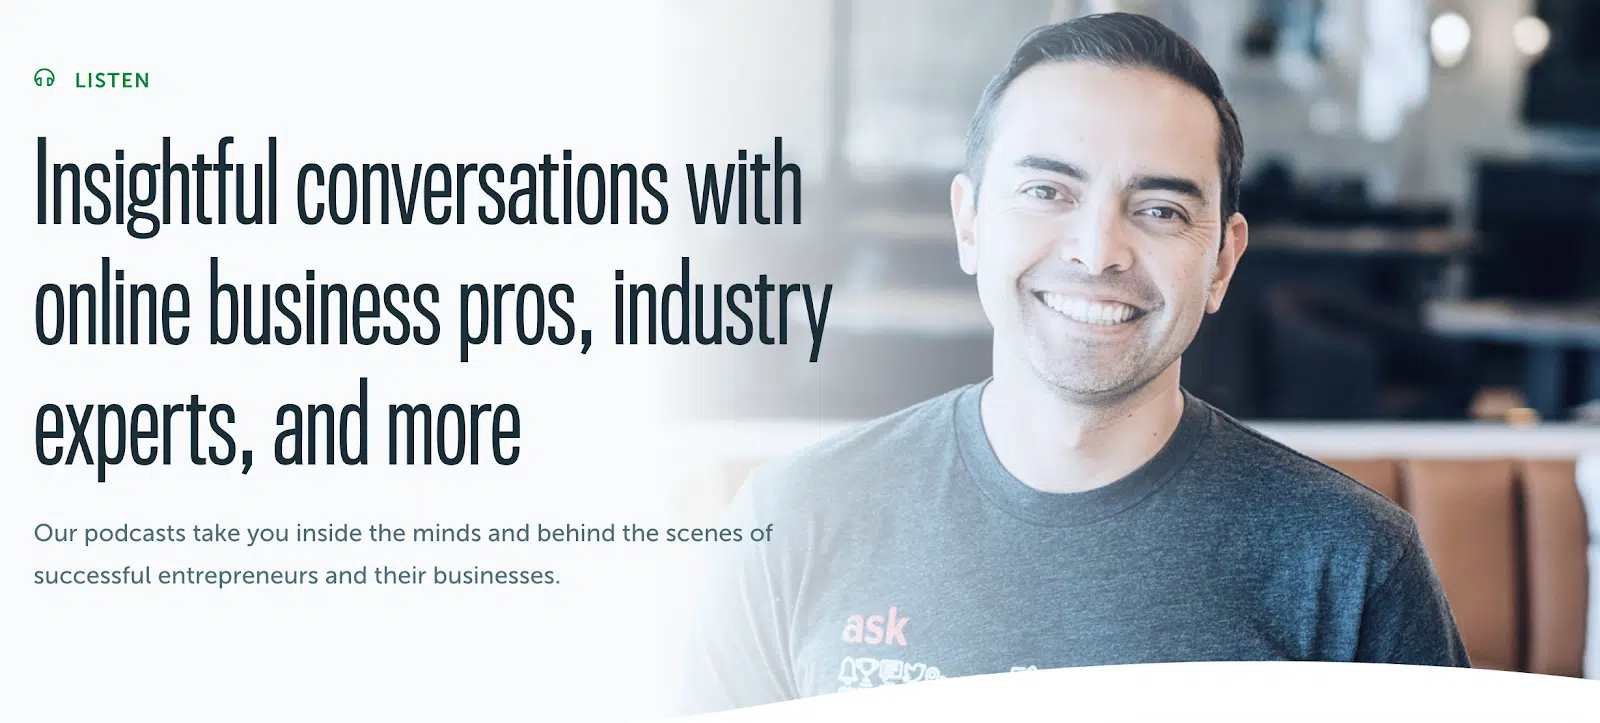 LISTEN
Insightful conversations with
online business pros, industry
experts, and more
Our podcasts take you inside the minds and behind the scenes of
successful entrepreneurs and their businesses.
ask